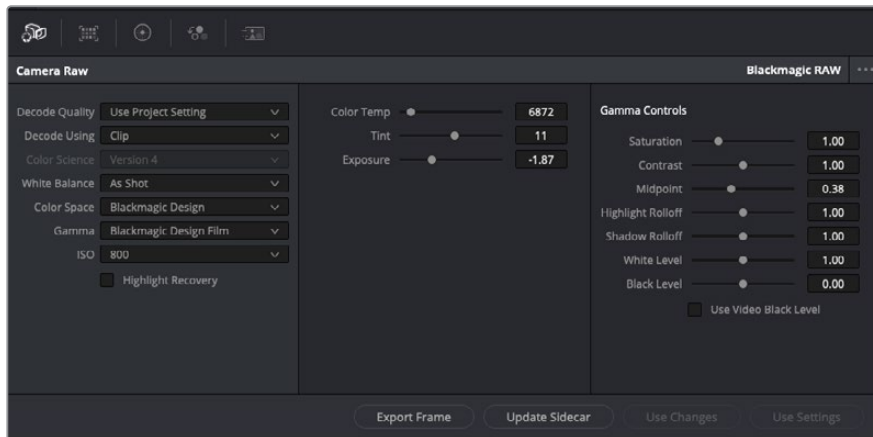 Camera Raw
Blackmagic RAW
Decode Quality Use Project Setting
Decode Using Clip
Color Science Version 4
White Balance As Shot
Color Space Blackmagic Design
Gamma Blackmagic Design Film
ISO 800
Highlight Recovery
Color Temp 6872
Tint 11
Exposure -1.87
Gamma Controls
Saturation 1.00
Contrast 1.00
Midpoint 0.38
Highlight Rolloff 1.00
Shadow Rolloff 1.00
White Level 1.00
Black Level 0.00
Use Video Black Level
Export Frame Update Sidecar Use Changes Use Settings